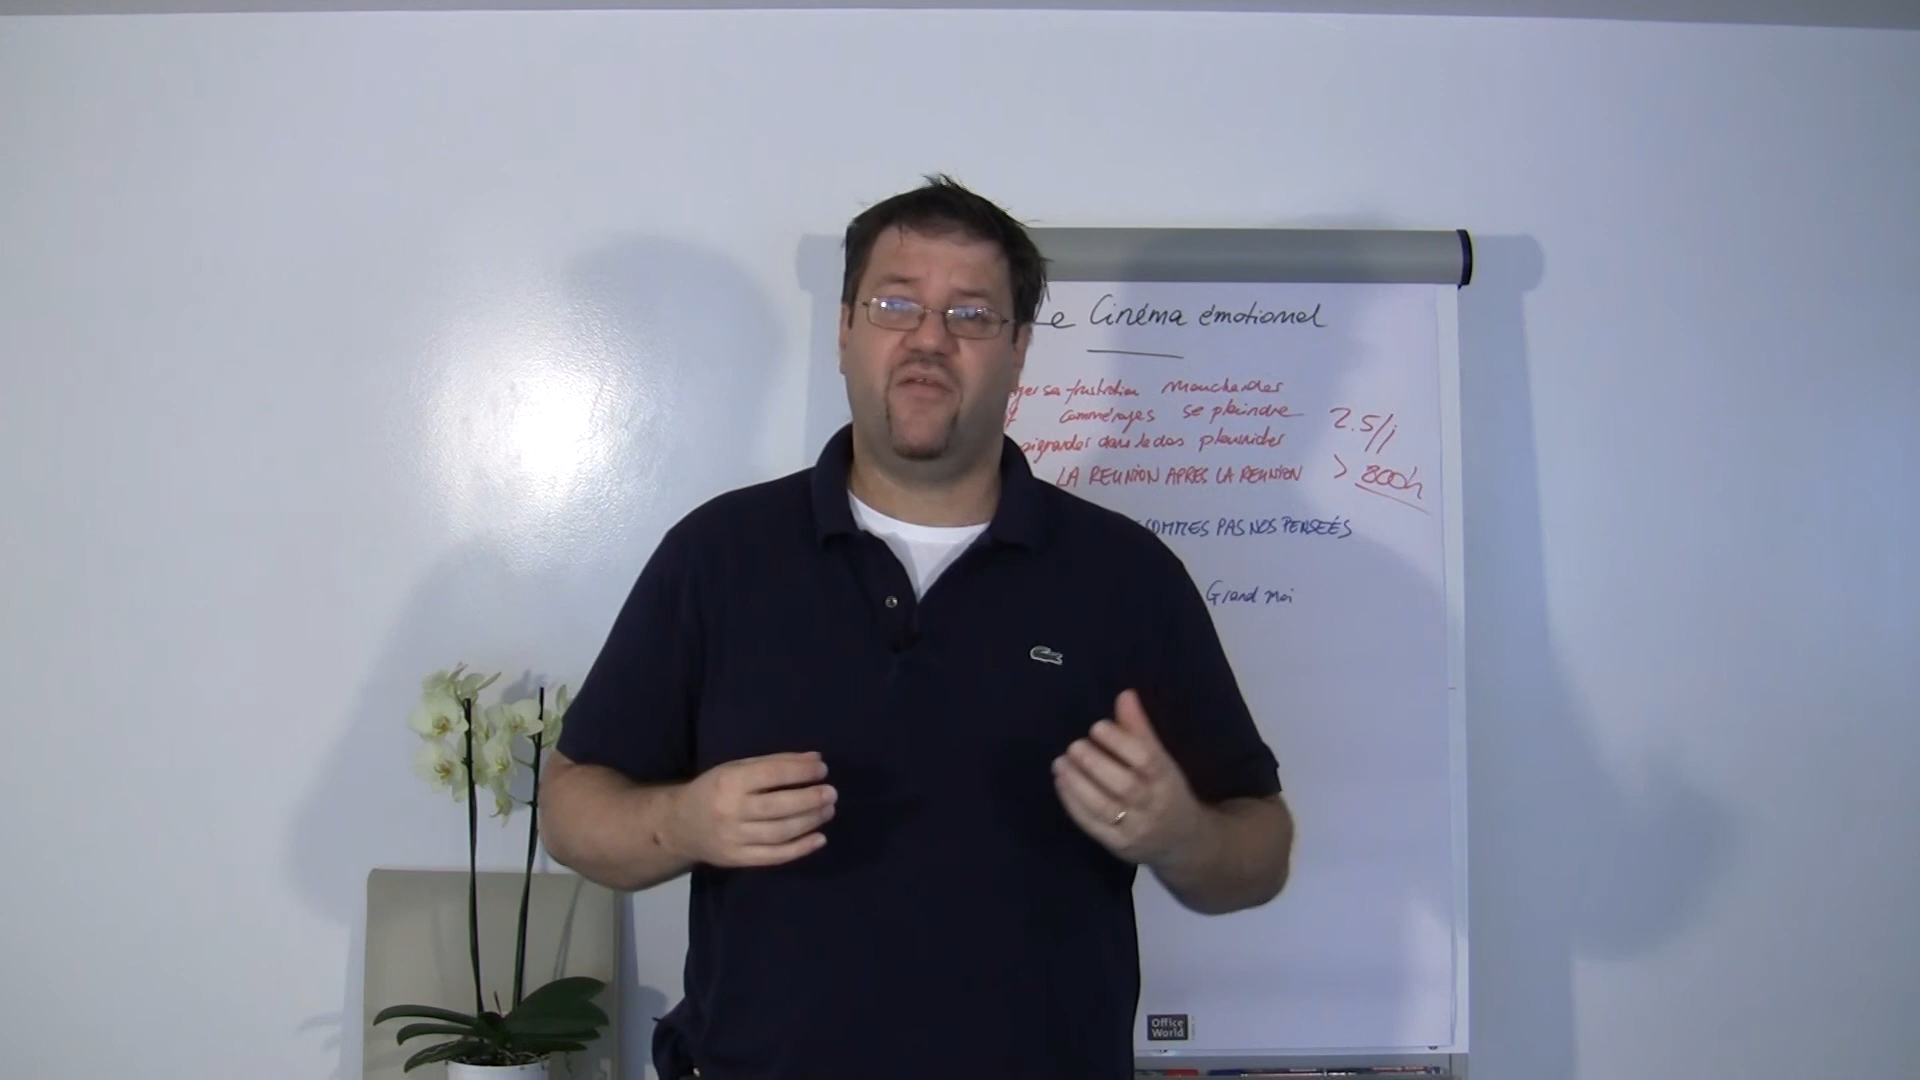 Le Cinéma émotionnel
ger sa frustration mouchardes
commérages se plaindre 2.5/j
dans le dos pleurnicher
LA REUNION APRES LA REUNION > 800h
SOMMES PAS NOS PENSEÉS
Grand moi
Office
World